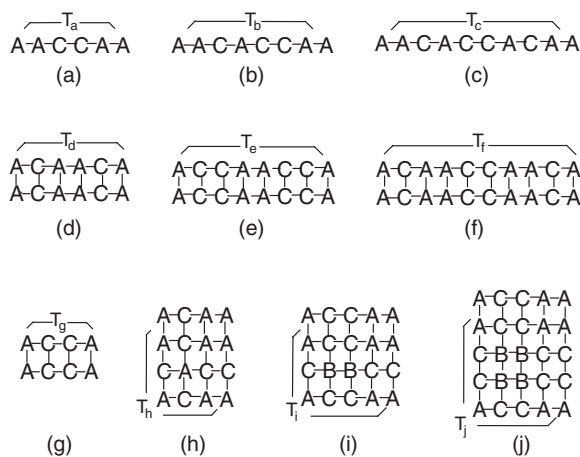 Ta
A-A-C-C-A-A
(a)
Tb
A-A-C-A-C-C-A-A
(b)
Tc
A-A-C-A-C-C-A-C-A-A
(c)
Td
A-C-A-A-C-A
A-C-A-A-C-A
(d)
Te
A-C-C-A-A-C-C-A
A-C-C-A-A-C-C-A
(e)
Tf
A-C-A-A-C-C-A-A-C-A
A-C-A-A-C-C-A-A-C-A
(f)
Tg
A-C-C-A
A-C-C-A
(g)
A-C-A-A
A-C-A-A
C-A-C-C
A-C-A-A
Th
(h)
A-C-C-A-A
A-C-C-A-A
C-B-B-C-C
A-C-C-A-A
Ti
(i)
A-C-C-A-A
A-C-C-A-A
C-B-B-C-C
C-B-B-C-C
A-C-C-A-A
Tj
(j)